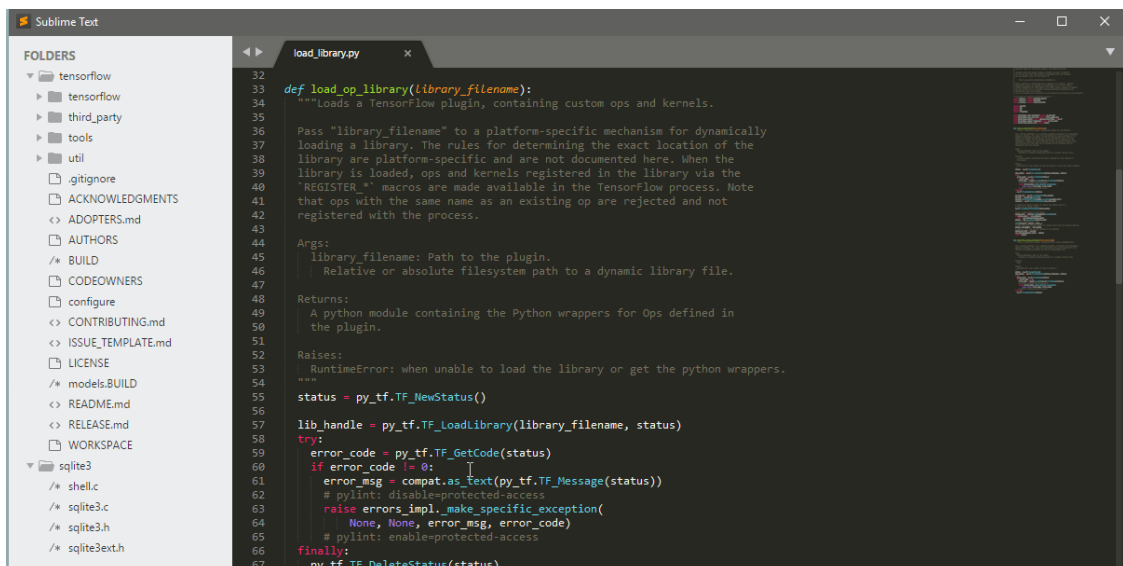 Sublime Text
FOLDERS
tensorflow
tensorflow
third_party
tools
util
.gitignore
ACKNOWLEDGMENTS
<> ADOPTERS.md
AUTHORS
/* BUILD
CODEOWNERS
configure
<> CONTRIBUTING.md
<> ISSUE_TEMPLATE.md
LICENSE
/* models.BUILD
<> README.md
<> RELEASE.md
WORKSPACE
sqlite3
/* shell.c
/* sqlite3.c
/* sqlite3.h
/* sqlite3ext.h
load_library.py ×
32
33 def load_op_library(library_filename):
34   """Loads a TensorFlow plugin, containing custom ops and kernels.
35
36   Pass "library_filename" to a platform-specific mechanism for dynamically
37   loading a library. The rules for determining the exact location of the
38   library are platform-specific and are not documented here. When the
39   library is loaded, ops and kernels registered in the library via the
40   `REGISTER_*` macros are made available in the TensorFlow process. Note
41   that ops with the same name as an existing op are rejected and not
42   registered with the process.
43
44   Args:
45     library_filename: Path to the plugin.
46       Relative or absolute filesystem path to a dynamic library file.
47
48   Returns:
49     A python module containing the Python wrappers for Ops defined in
50     the plugin.
51
52   Raises:
53     RuntimeError: when unable to load the library or get the python wrappers.
54   """
55   status = py_tf.TF_NewStatus()
56
57   lib_handle = py_tf.TF_LoadLibrary(library_filename, status)
58   try:
59     error_code = py_tf.TF_GetCode(status)
60     if error_code != 0:
61       error_msg = compat.as_text(py_tf.TF_Message(status))
62       # pylint: disable=protected-access
63       raise errors_impl._make_specific_exception(
64           None, None, error_msg, error_code)
65       # pylint: enable=protected-access
66   finally:
67     py_tf.TF_DeleteStatus(status)